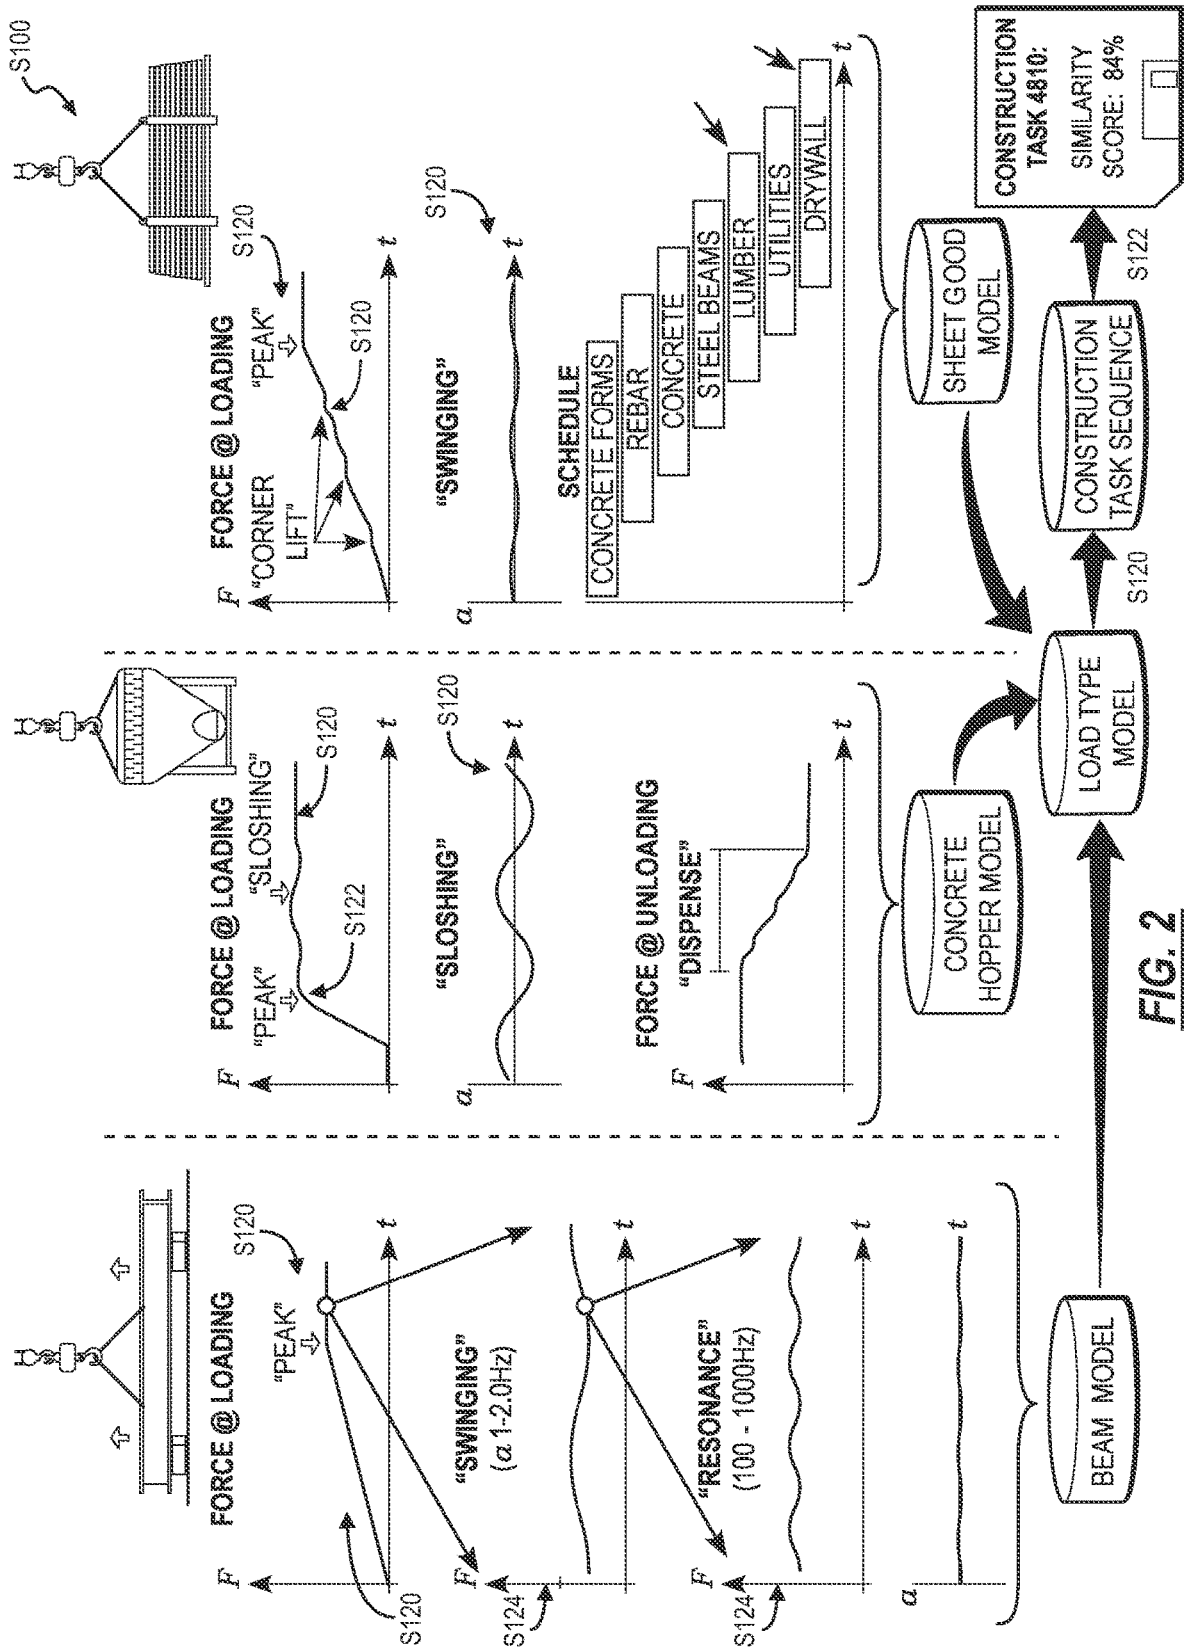 S100
FORCE @ LOADING
F
"PEAK"
S120
S120
t
"SWINGING"
(α 1-2.0Hz)
F
S124
t
"RESONANCE"
(100 - 1000Hz)
F
S124
t
a
t
BEAM MODEL
FORCE @ LOADING
F
"PEAK"
"SLOSHING"
S122
S120
t
"SLOSHING"
a
S120
t
FORCE @ UNLOADING
"DISPENSE"
F
t
CONCRETE
HOPPER MODEL
FORCE @ LOADING
F
"CORNER
LIFT"
"PEAK"
S120
S120
t
"SWINGING"
a
S120
t
SCHEDULE
CONCRETE FORMS
REBAR
CONCRETE
STEEL BEAMS
LUMBER
UTILITIES
DRYWALL
t
SHEET GOOD
MODEL
LOAD TYPE
MODEL
S120
CONSTRUCTION
TASK SEQUENCE
S122
CONSTRUCTION
TASK 4810:
SIMILARITY
SCORE: 84%
FIG. 2